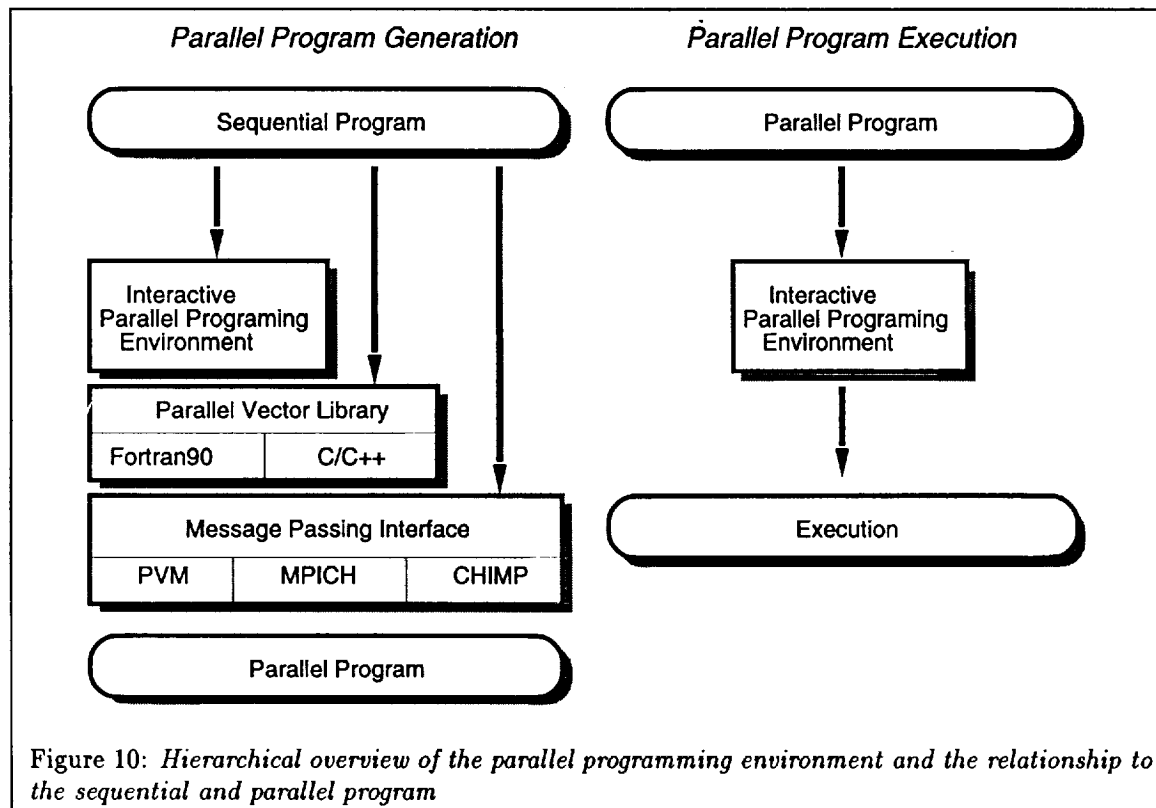 Parallel Program Generation
Parallel Program Execution
Sequential Program
Parallel Program
Interactive
Parallel Programing
Environment
Interactive
Parallel Programing
Environment
Parallel Vector Library
Fortran90
C/C++
Message Passing Interface
PVM
MPICH
CHIMP
Execution
Parallel Program
Figure 10: Hierarchical overview of the parallel programming environment and the relationship to
the sequential and parallel program